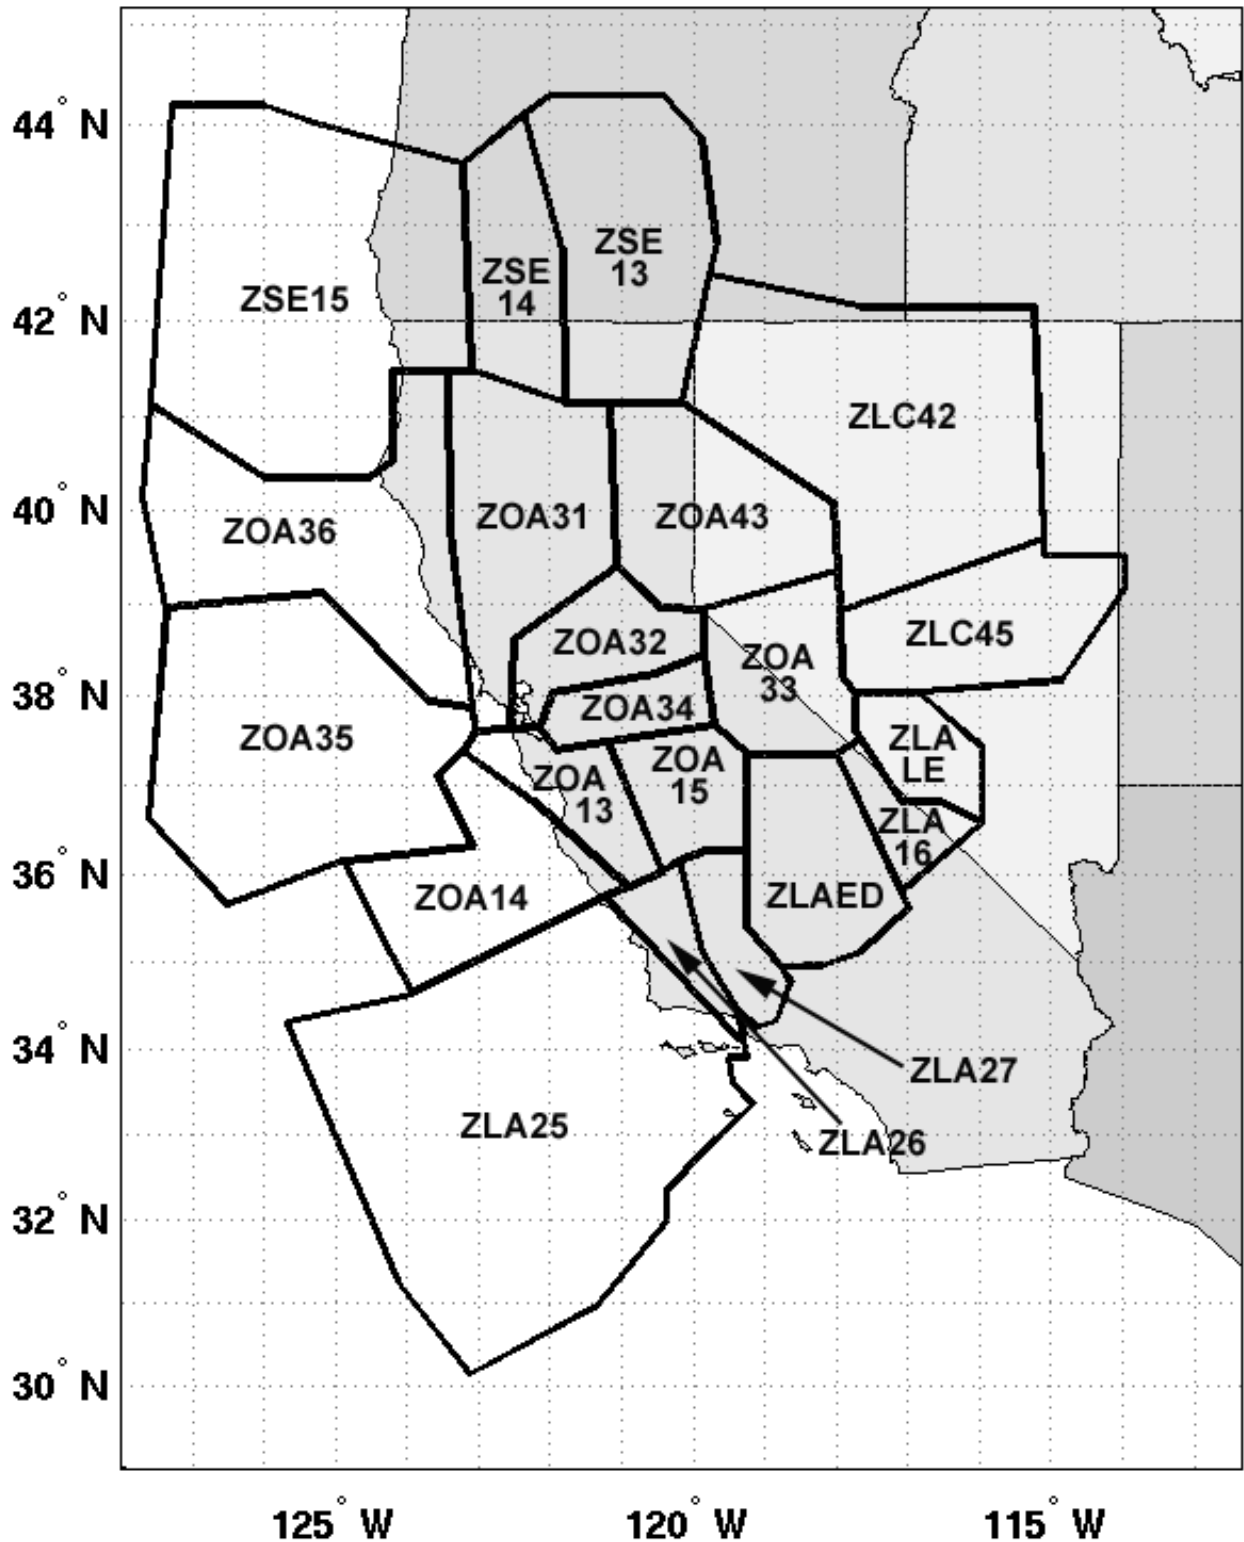 44° N
ZSE
13
ZSE
14
ZSE15
42° N
ZLC42
40° N
ZOA31
ZOA43
ZOA36
ZLC45
ZOA32
ZOA
33
38° N
ZOA34
ZOA35
ZLA
LE
ZOA
13
ZOA
15
ZLA
16
36° N
ZOA14
ZLAED
34° N
ZLA27
ZLA25
ZLA26
32° N
30° N
125° W
120° W
115° W